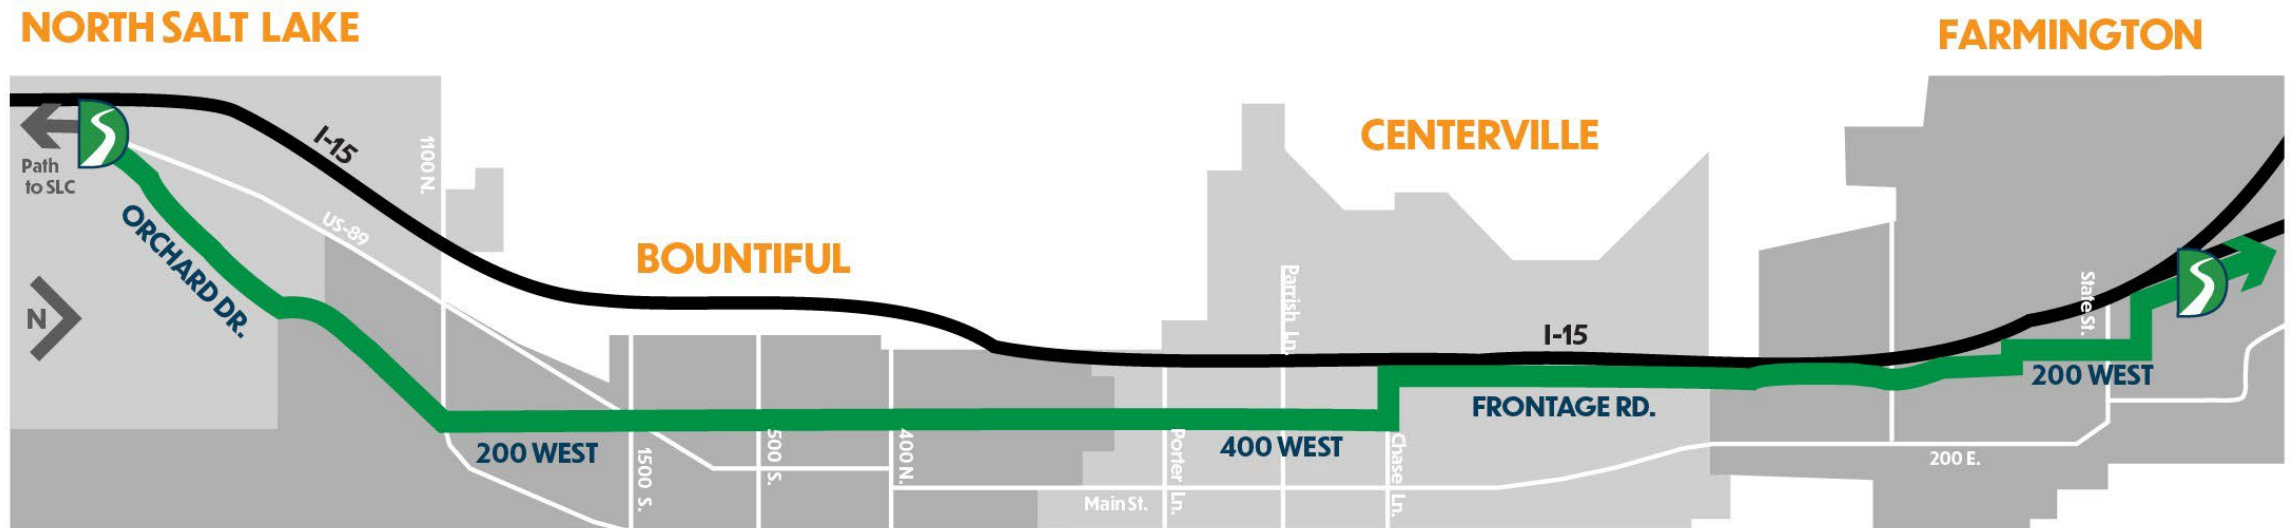 NORTH SALT LAKE
FARMINGTON
CENTERVILLE
BOUNTIFUL
Path
to SLC
I-15
1100 N.
US-89
ORCHARD DR.
N
200 WEST
1500 S.
500 S.
400 N.
Main St.
Porter Ln.
Parrish Ln.
400 WEST
Chase Ln.
I-15
FRONTAGE RD.
200 E.
State St.
200 WEST